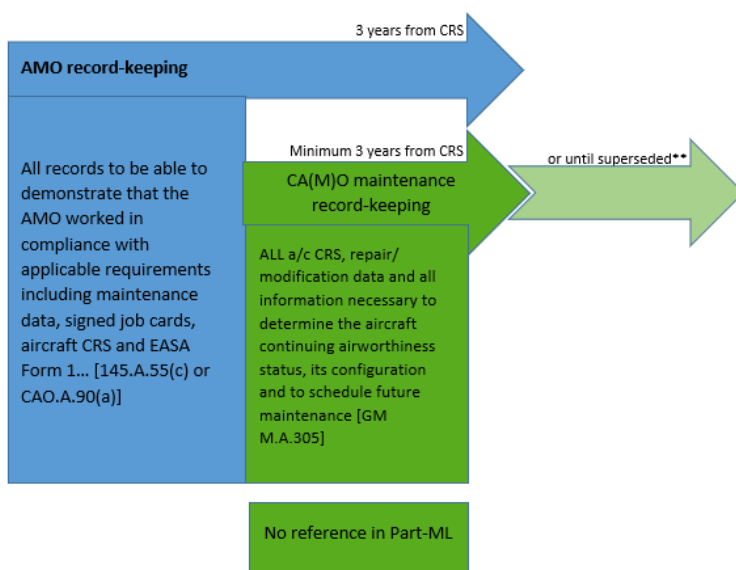 3 years from CRS
AMO record-keeping
Minimum 3 years from CRS
or until superseded**
CA(M)O maintenance
record-keeping
All records to be able to
demonstrate that the
AMO worked in
compliance with
applicable requirements
including maintenance
data, signed job cards,
aircraft CRS and EASA
Form 1... [145.A.55(c) or
CAO.A.90(a)]
ALL a/c CRS, repair/
modification data and all
information necessary to
determine the aircraft
continuing airworthiness
status, its configuration
and to schedule future
maintenance [GM
M.A.305]
No reference in Part-ML